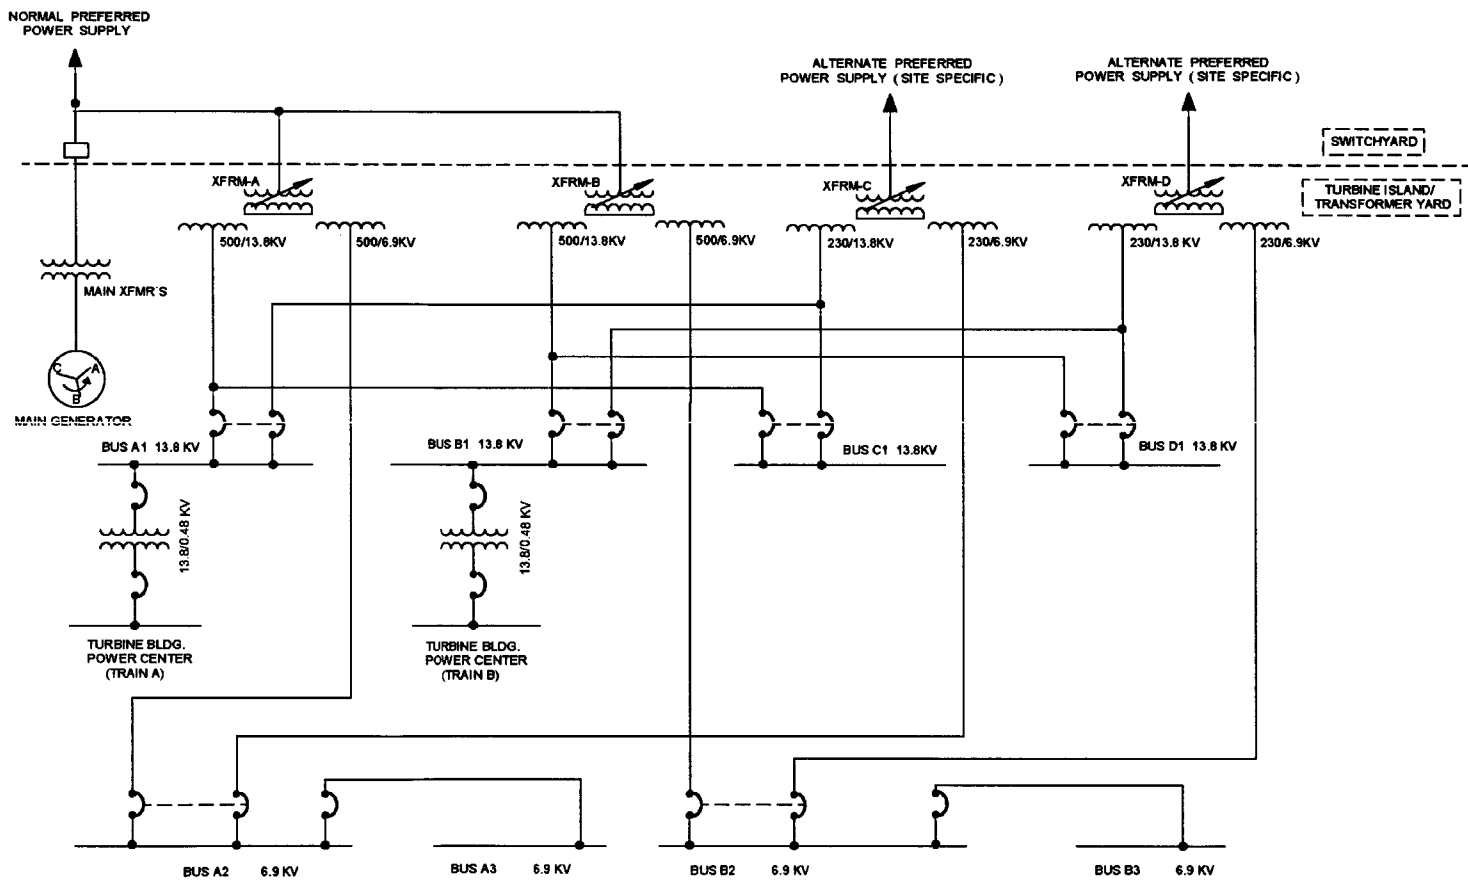 NORMAL PREFERRED
POWER SUPPLY
ALTERNATE PREFERRED
POWER SUPPLY ( SITE SPECIFIC )
ALTERNATE PREFERRED
POWER SUPPLY ( SITE SPECIFIC )
SWITCHYARD
TURBINE ISLAND/
TRANSFORMER YARD
XFRM-A
XFRM-B
XFRM-C
XFRM-D
500/13.8KV
500/6.9KV
500/13.8KV
500/6.9KV
230/13.8KV
230/6.9KV
230/13.8 KV
230/6.9KV
MAIN XFMR'S
C
A
B
MAIN GENERATOR
BUS A1 13.8 KV
BUS B1 13.8 KV
BUS C1 13.8KV
BUS D1 13.8 KV
13.8/0.48 KV
13.8/0.48 KV
TURBINE BLDG.
POWER CENTER
(TRAIN A)
TURBINE BLDG.
POWER CENTER
(TRAIN B)
BUS A2 6.9 KV
BUS A3 6.9 KV
BUS B2 6.9 KV
BUS B3 6.9 KV